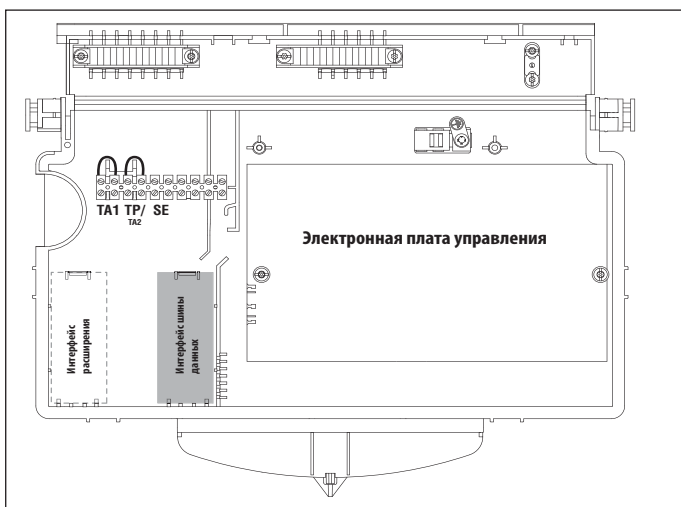 TA1 TP/ SE
TA2
Электронная плата управления
Интерфейс
расширения
Интерфейс шины
данных